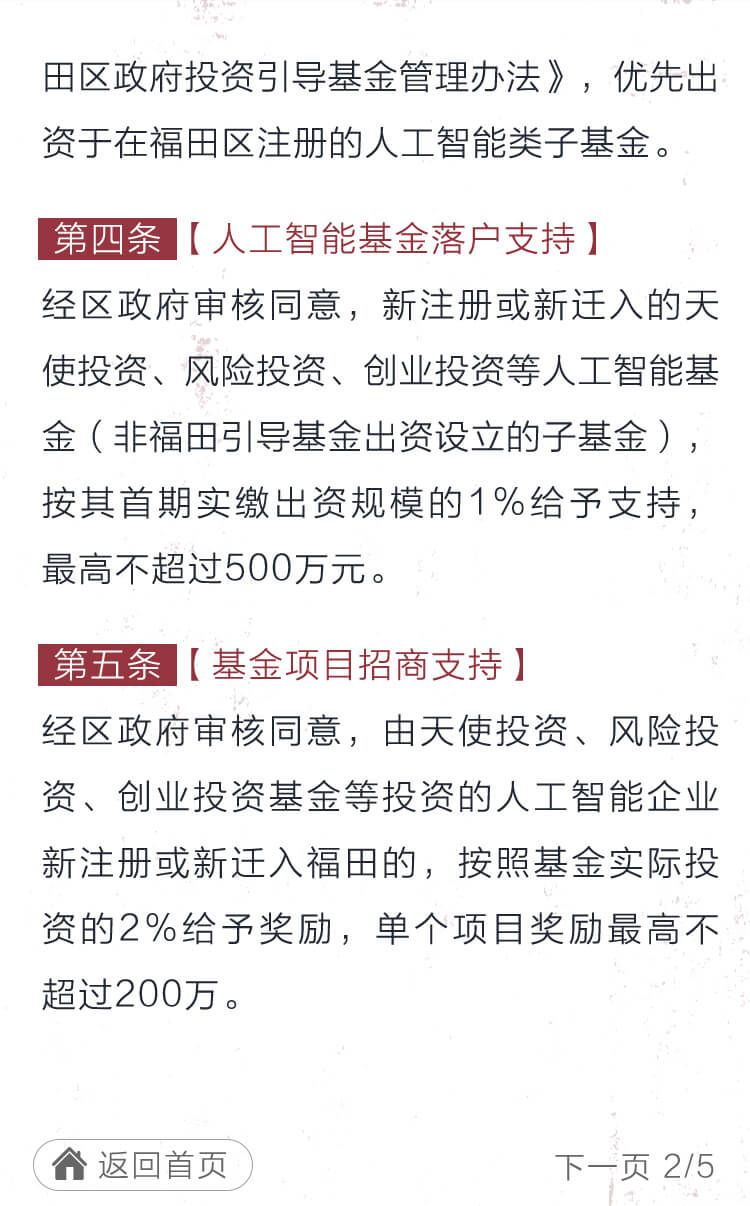 田区政府投资引导基金管理办法》，优先出
资于在福田区注册的人工智能类子基金。
第四条【人工智能基金落户支持】
经区政府审核同意，新注册或新迁入的天
使投资、风险投资、创业投资等人工智能基
金（非福田引导基金出资设立的子基金），
按其首期实缴出资规模的1%给予支持，
最高不超过500万元。
第五条【基金项目招商支持】
经区政府审核同意，由天使投资、风险投
资、创业投资基金等投资的人工智能企业
新注册或新迁入福田的，按照基金实际投
资的2%给予奖励，单个项目奖励最高不
超过200万。
返回首页
下一页 2/5